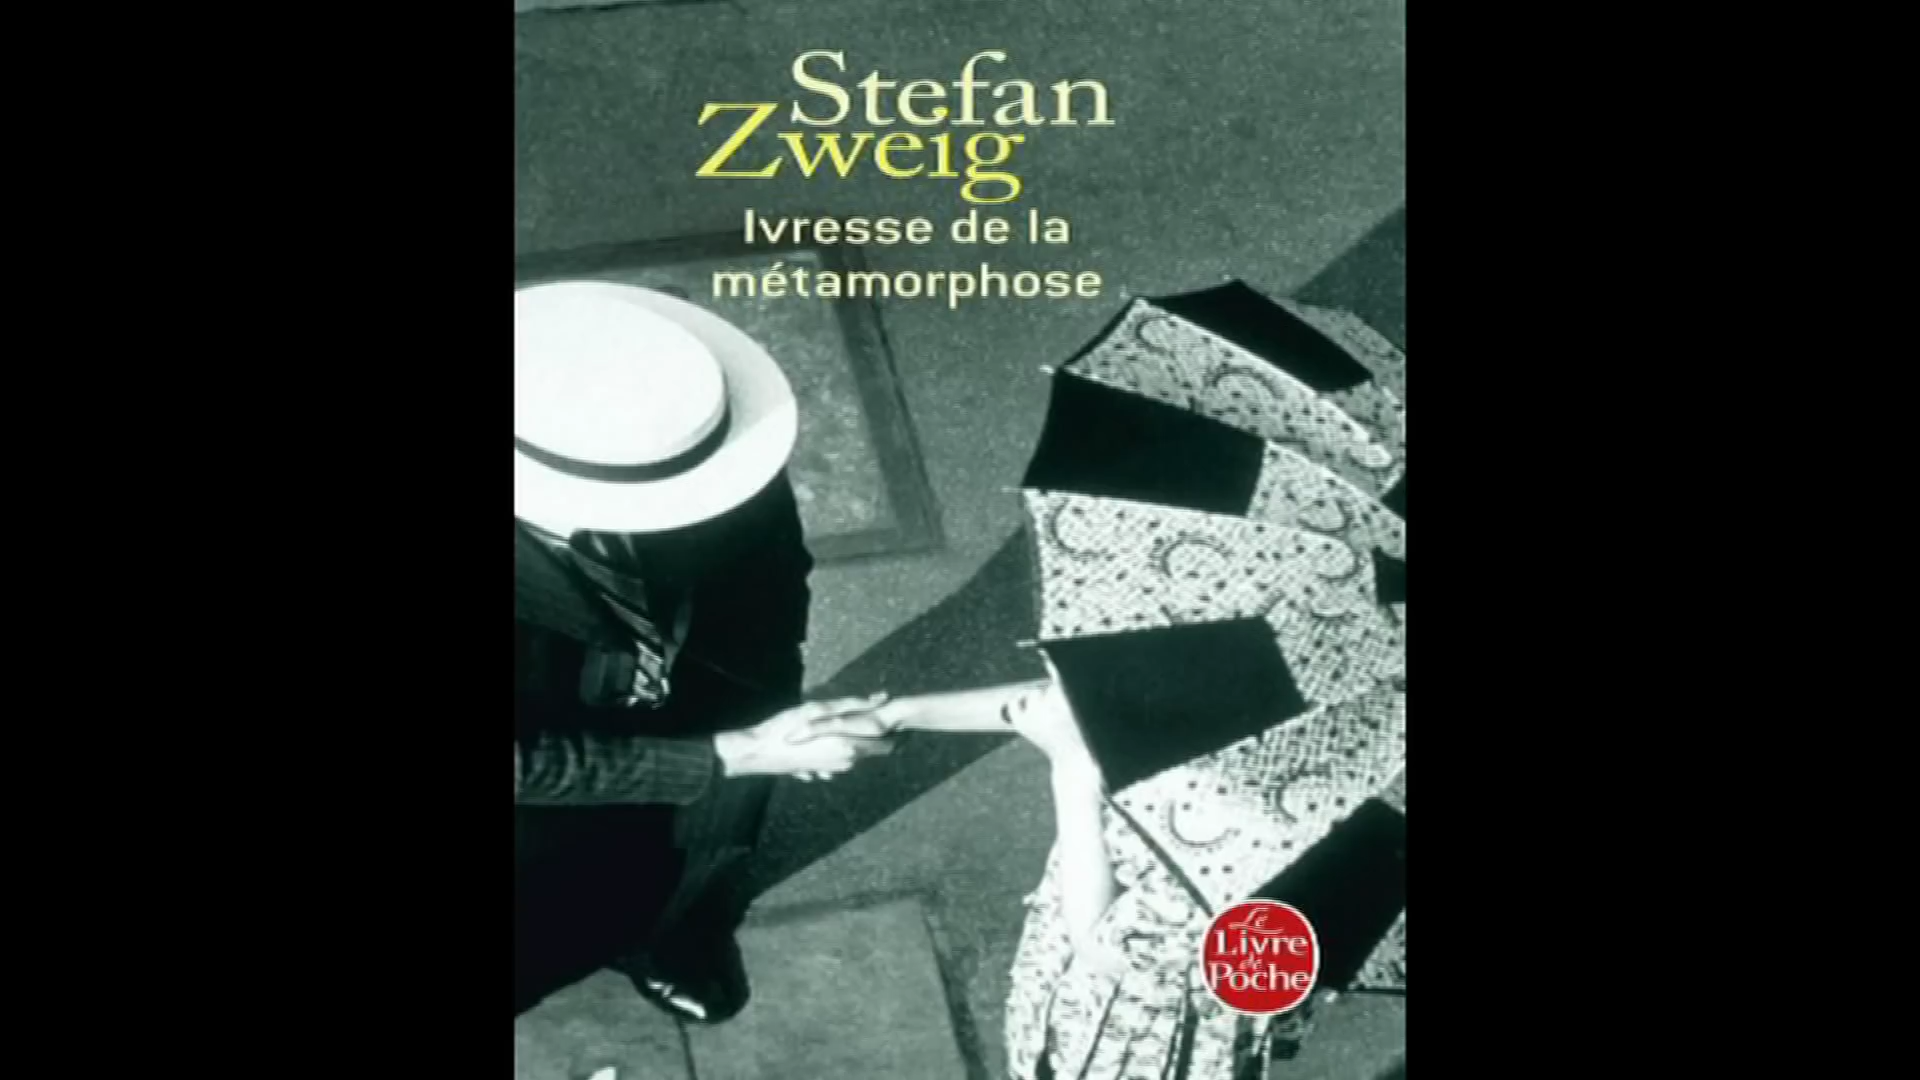 Stefan
Zweig
Ivresse de la
métamorphose
Le
Livre
de
Poche